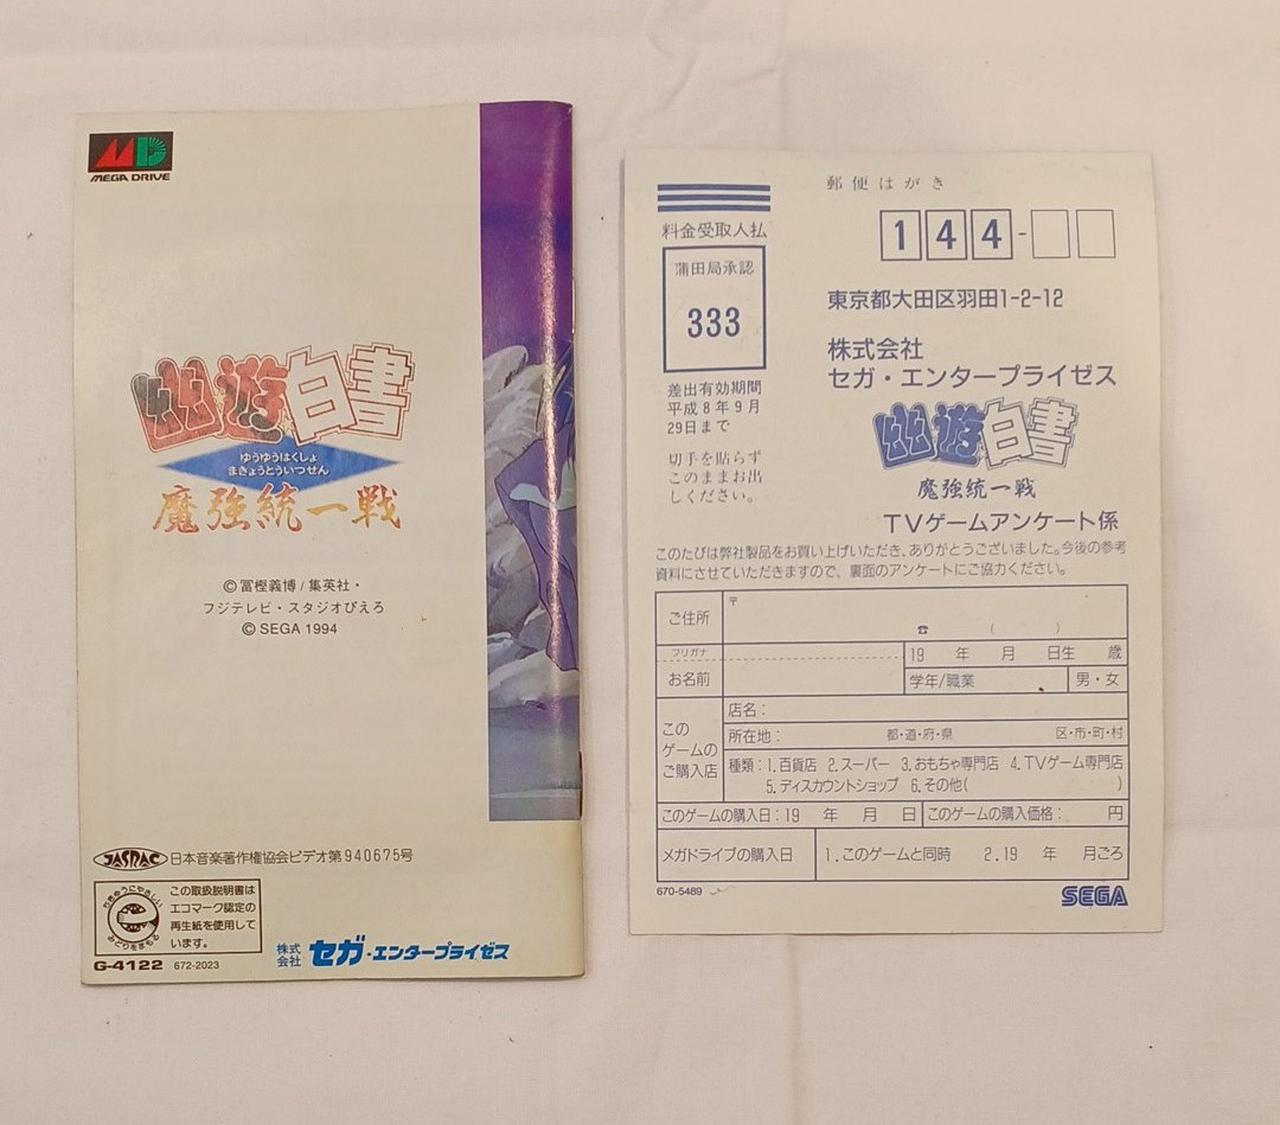 MD
MEGA DRIVE
幽遊白書
ゆうゆうはくしょ
まきょうとういつせん
魔強統一戦
© 冨樫義博 / 集英社・
フジテレビ・スタジオぴえろ
© SEGA 1994
JASRAC 日本音楽著作権協会ビデオ第940675号
ちきゅうにやさしい
e
みどりをまもる
この取扱説明書は
エコマーク認定の
再生紙を使用して
います。
G-4122 672-2023
株式会社 セガ・エンタープライゼス
郵便はがき
料金受取人払
蒲田局承認
333
差出有効期間
平成8年9月
29日まで
切手を貼らず
このままお出
しください。
144-
東京都大田区羽田1-2-12
株式会社
セガ・エンタープライゼス
幽遊白書
魔強統一戦
TVゲームアンケート係
このたびは弊社製品をお買い上げいただき、ありがとうございました。今後の参考
資料にさせていただきますので、裏面のアンケートにご協力ください。
ご住所 〒
☎ ( )
フリガナ
お名前
19 年 月 日生 歳
学年/職業 男・女
この
ゲームの
ご購入店
店名：
所在地： 都・道・府・県 区・市・町・村
種類：1.百貨店 2.スーパー 3.おもちゃ専門店 4.TVゲーム専門店
5.ディスカウントショップ 6.その他( )
このゲームの購入日：19 年 月 日 このゲームの購入価格： 円
メガドライブの購入日 1.このゲームと同時 2.19 年 月ごろ
670-5489
SEGA